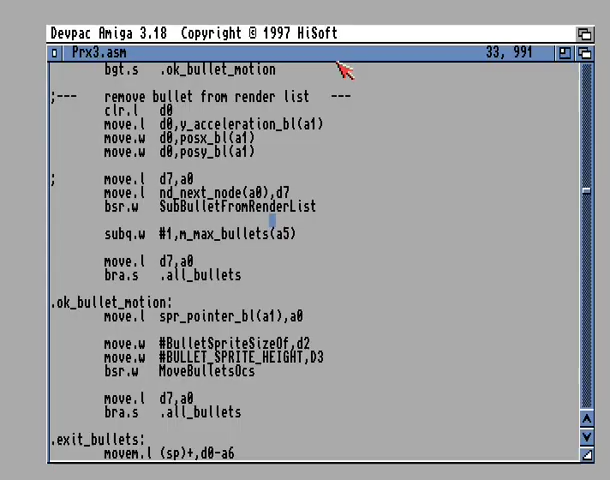 Devpac Amiga 3.18 Copyright © 1997 HiSoft
Prx3.asm 33, 991
bgt.s .ok_bullet_motion
;--- remove bullet from render list ---
clr.l d0
move.l d0,y_acceleration_bl(a1)
move.w d0,posx_bl(a1)
move.w d0,posy_bl(a1)
; move.l d7,a0
move.l nd_next_node(a0),d7
bsr.w SubBulletFromRenderList
subq.w #1,m_max_bullets(a5)
move.l d7,a0
bra.s .all_bullets
.ok_bullet_motion:
move.l spr_pointer_bl(a1),a0
move.w #BulletSpriteSizeOf,d2
move.w #BULLET_SPRITE_HEIGHT,D3
bsr.w MoveBulletsOcs
move.l d7,a0
bra.s .all_bullets
.exit_bullets:
movem.l (sp)+,d0-a6